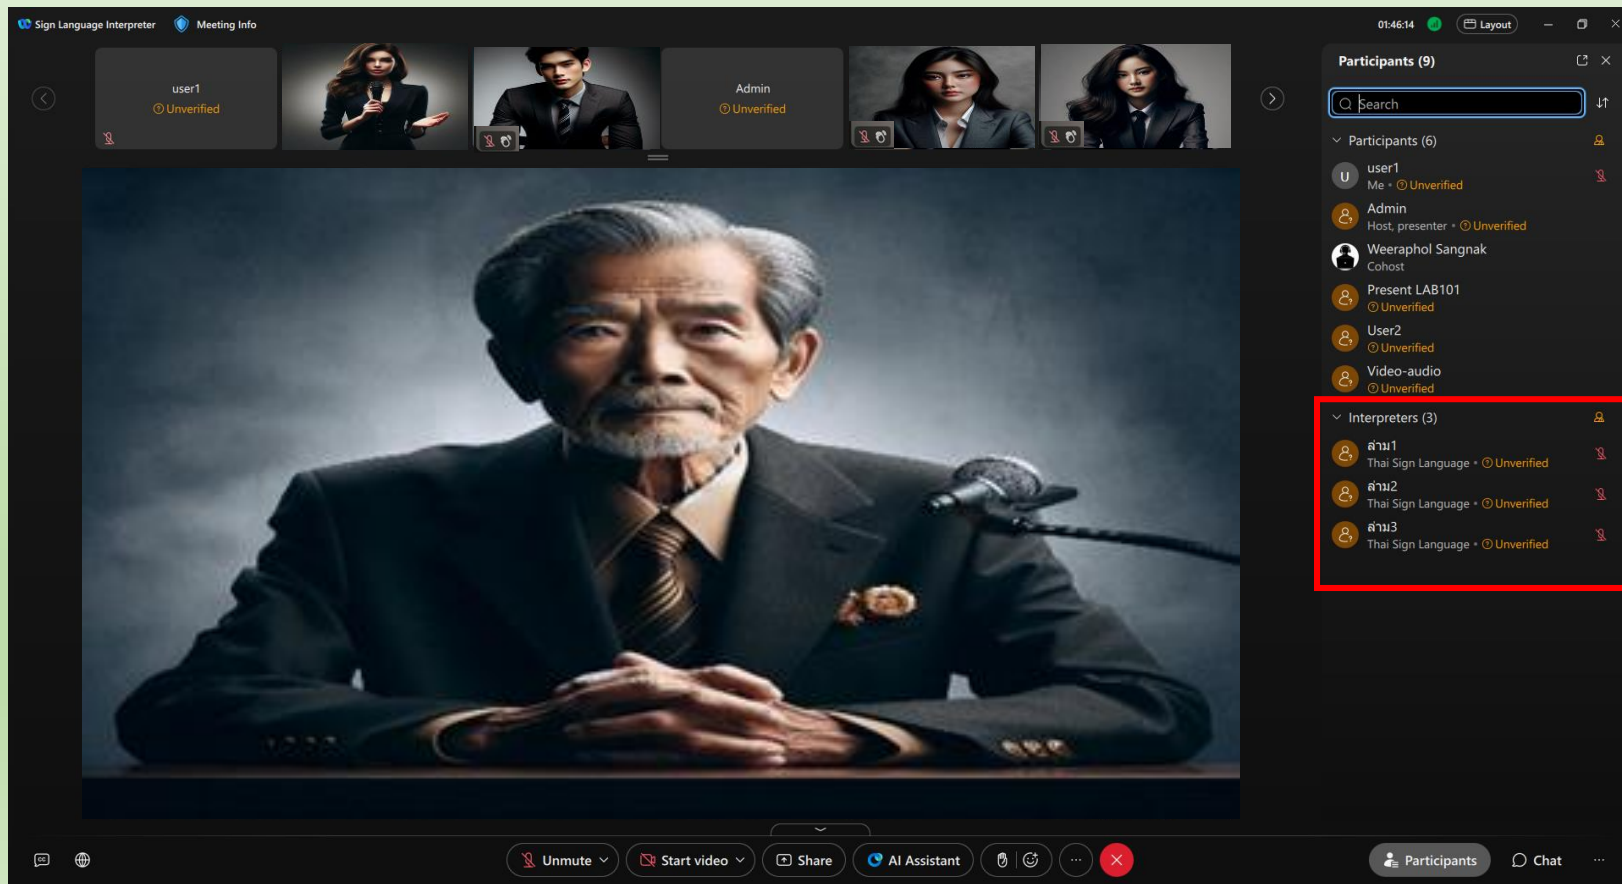 Sign Language Interpreter
Meeting Info
01:46:14
Layout
user1
Unverified
Admin
Unverified
Participants (9)
Search
Participants (6)
U
user1
Me • Unverified
Admin
Host, presenter • Unverified
Weeraphol Sangnak
Cohost
Present LAB101
Unverified
User2
Unverified
Video-audio
Unverified
Interpreters (3)
ล่าม1
Thai Sign Language • Unverified
ล่าม2
Thai Sign Language • Unverified
ล่าม3
Thai Sign Language • Unverified
CC
Unmute
Start video
Share
AI Assistant
Participants
Chat